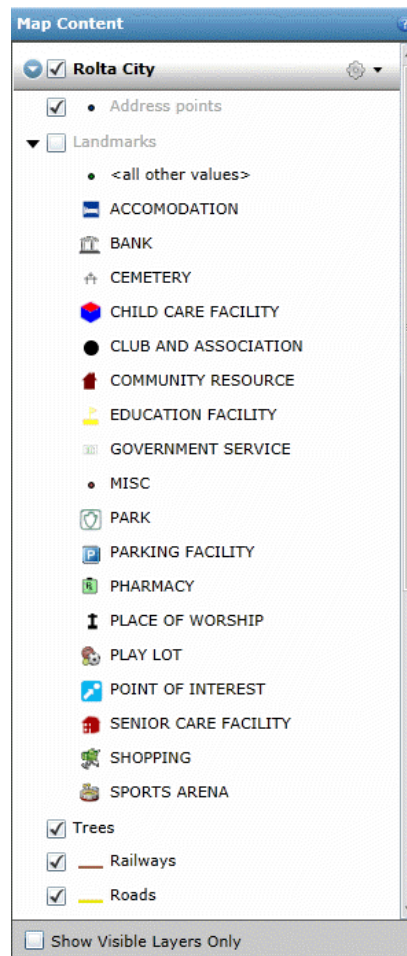 Map Content
Rolta City
Address points
Landmarks
<all other values>
ACCOMODATION
BANK
CEMETERY
CHILD CARE FACILITY
CLUB AND ASSOCIATION
COMMUNITY RESOURCE
EDUCATION FACILITY
GOVERNMENT SERVICE
MISC
PARK
P PARKING FACILITY
PHARMACY
PLACE OF WORSHIP
PLAY LOT
POINT OF INTEREST
SENIOR CARE FACILITY
SHOPPING
SPORTS ARENA
Trees
Railways
Roads
Show Visible Layers Only